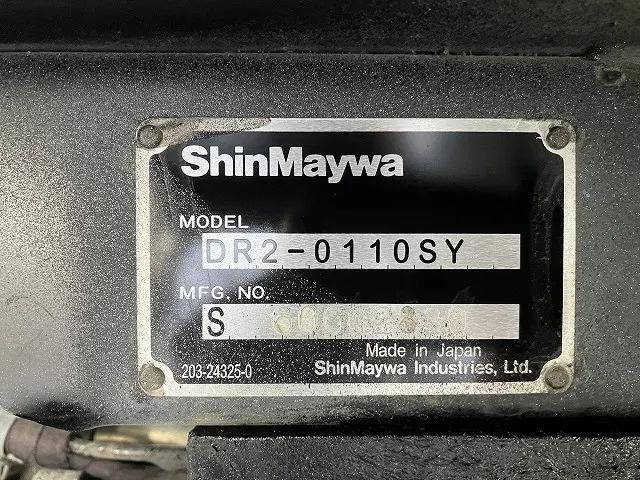 ShinMaywa
MODEL
DR2-0110SY
MFG. NO.
S
Made in Japan
203-24325-0
ShinMaywa Industries, Ltd.